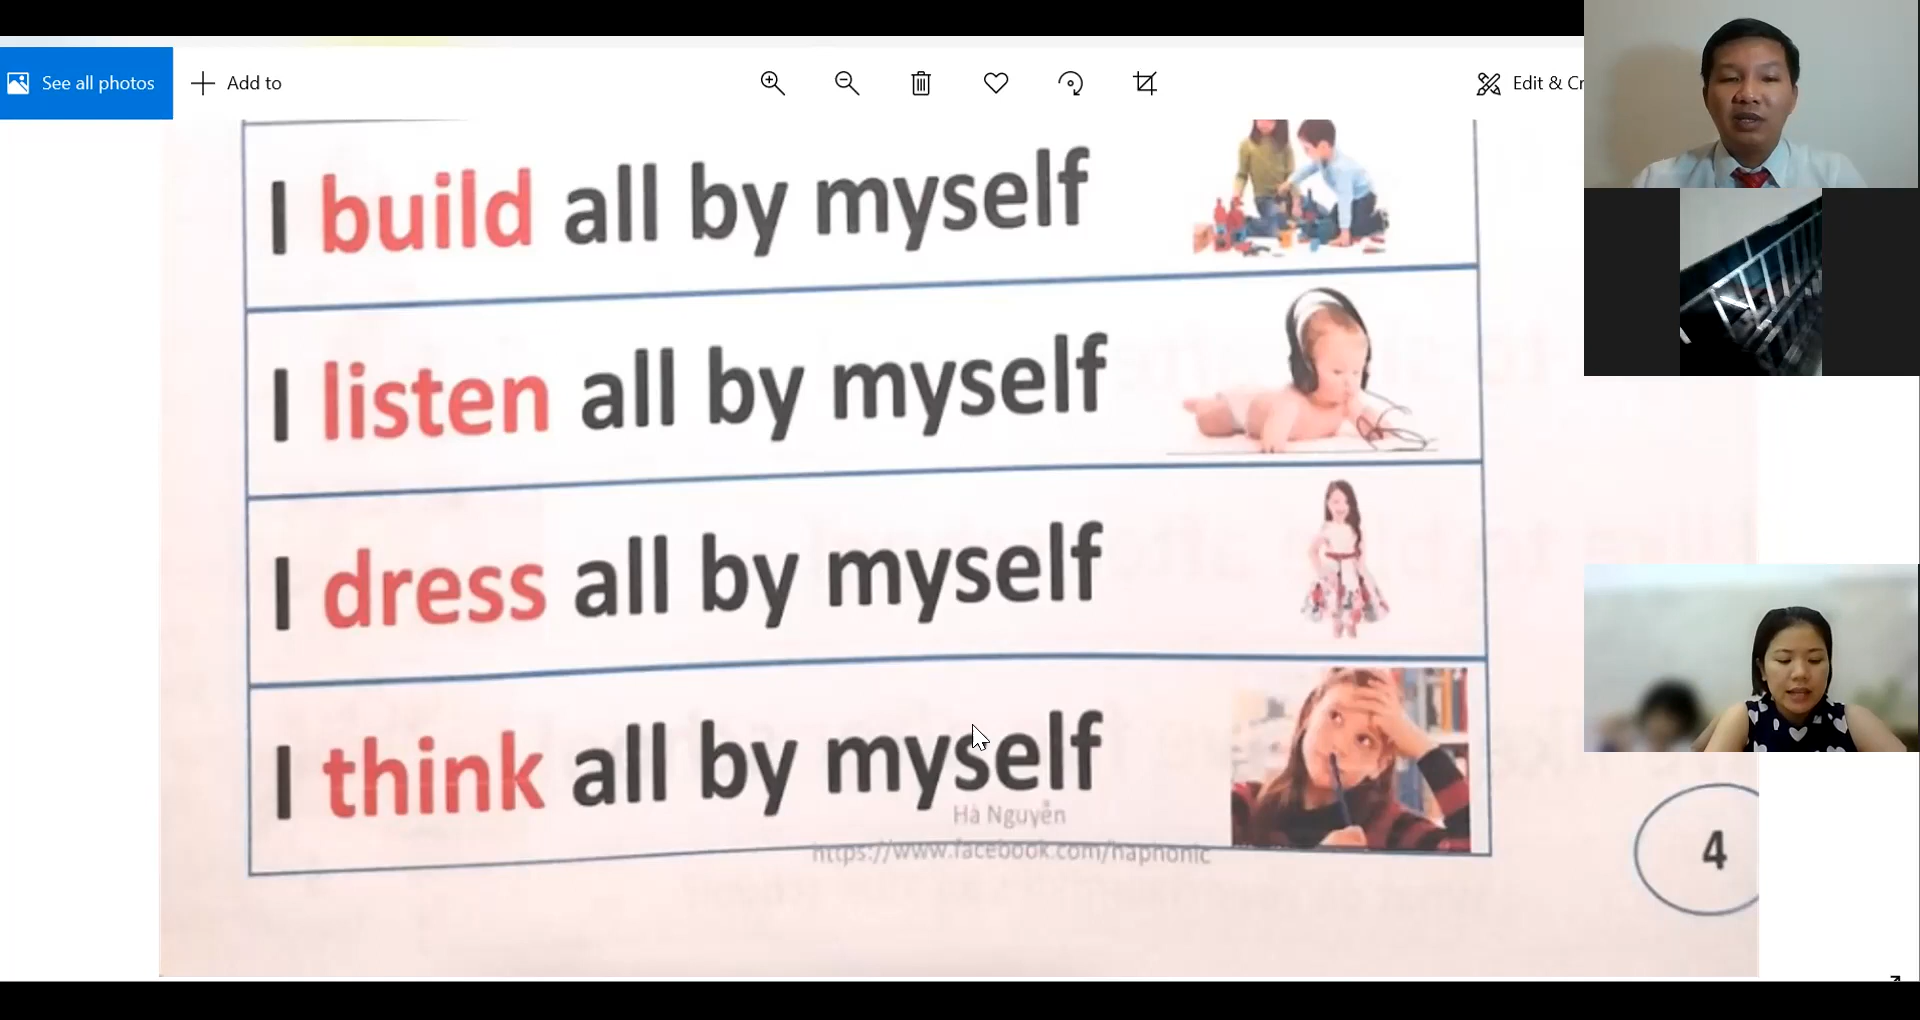 See all photos
Add to
Edit & Cr
I build all by myself
I listen all by myself
I dress all by myself
I think all by myself
Hà Nguyễn
https://www.facebook.com/haphonic
4